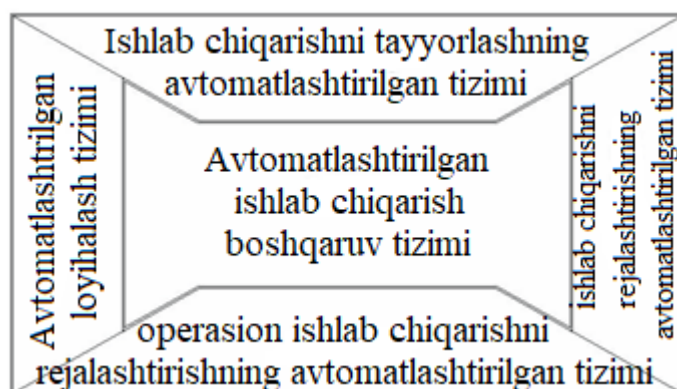 Ishlab chiqarishni tayyorlashning
avtomatlashtirilgan tizimi
Avtomatlashtrilgan
loyihalash tizimi
Avtomatlashtirilgan
ishlab chiqarish
boshqaruv tizimi
ishlab chiqarishni
rejalashtirishning
avtomatlashtirilgan tizimi
operasion ishlab chiqarishni
rejalashtirishning avtomatlashtirilgan tizimi